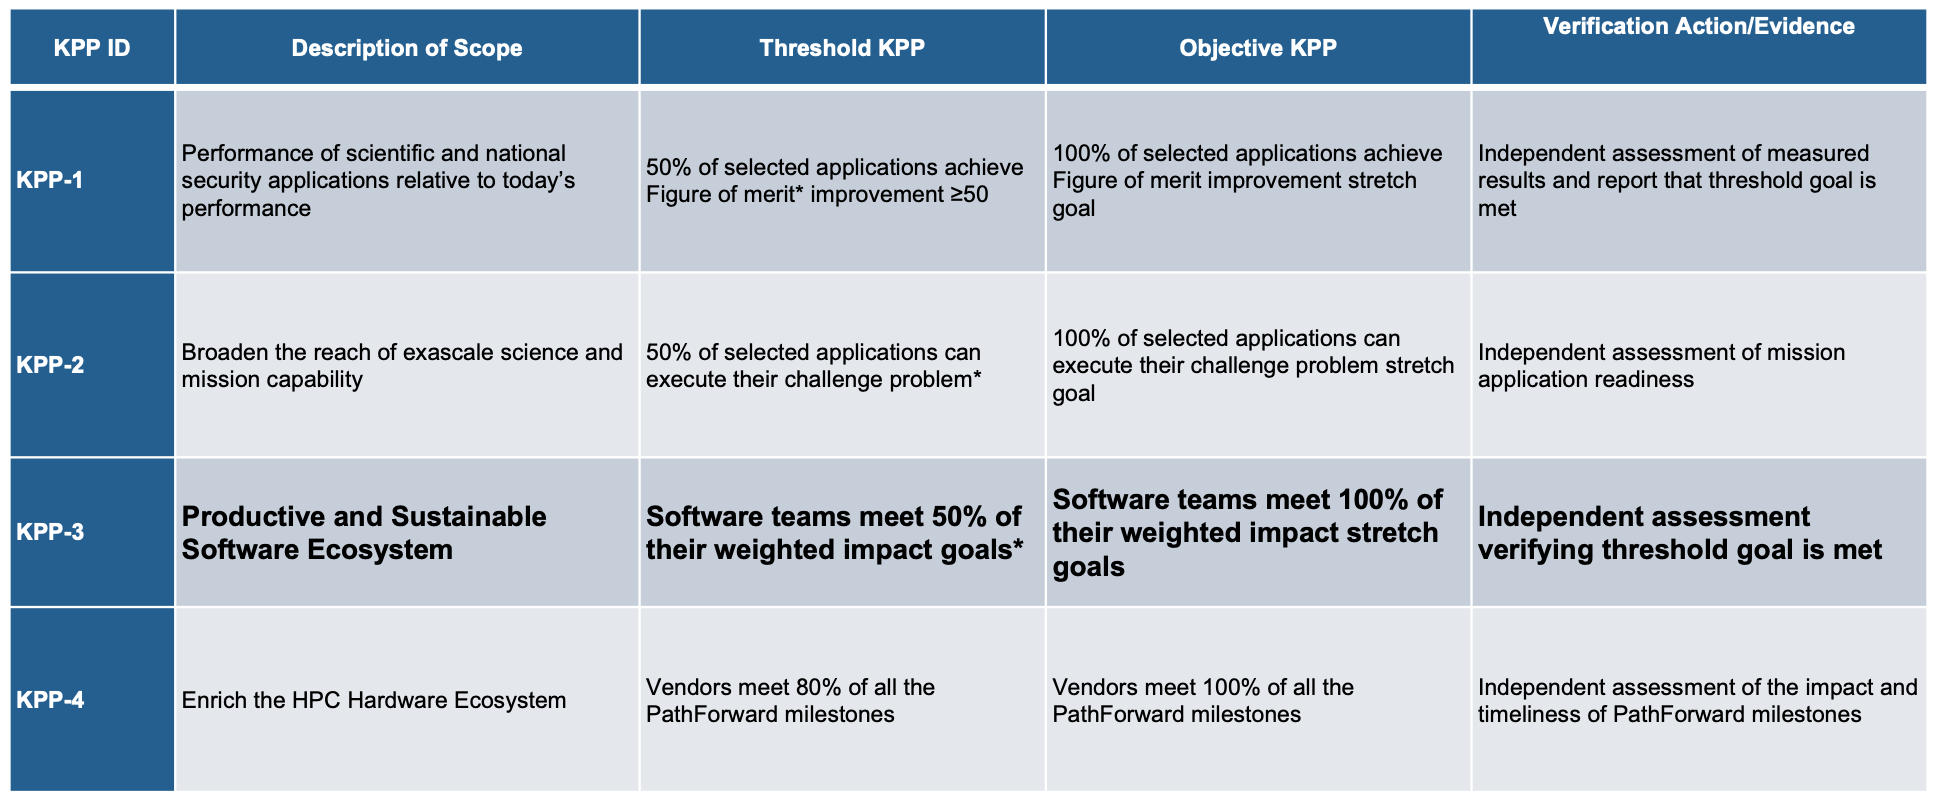 KPP ID
Description of Scope
Threshold KPP
Objective KPP
Verification Action/Evidence
KPP-1
Performance of scientific and national
security applications relative to today’s
performance
50% of selected applications achieve
Figure of merit* improvement ≥50
100% of selected applications achieve
Figure of merit improvement stretch
goal
Independent assessment of measured
results and report that threshold goal is
met
KPP-2
Broaden the reach of exascale science and
mission capability
50% of selected applications can
execute their challenge problem*
100% of selected applications can
execute their challenge problem stretch
goal
Independent assessment of mission
application readiness
KPP-3
Productive and Sustainable
Software Ecosystem
Software teams meet 50% of
their weighted impact goals*
Software teams meet 100% of
their weighted impact stretch
goals
Independent assessment
verifying threshold goal is met
KPP-4
Enrich the HPC Hardware Ecosystem
Vendors meet 80% of all the
PathForward milestones
Vendors meet 100% of all the
PathForward milestones
Independent assessment of the impact and
timeliness of PathForward milestones